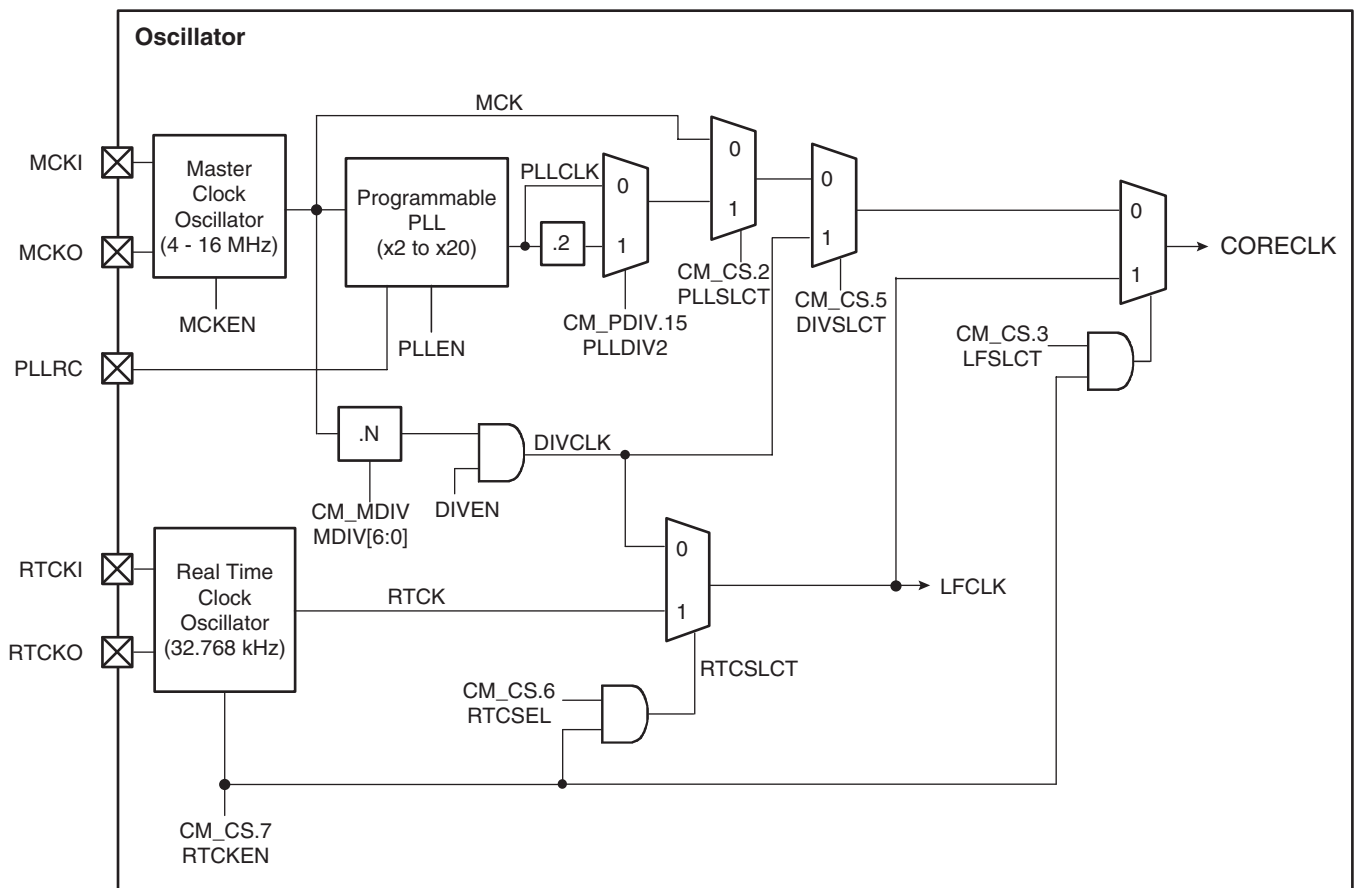 Oscillator
MCK
MCKI
Master
Clock
Oscillator
(4 - 16 MHz)
MCKO
MCKEN
Programmable
PLL
(x2 to x20)
PLLCLK
.2
0
1
0
1
0
1
0
1
CORECLK
CM_CS.2
PLLSLCT
CM_CS.5
DIVSLCT
CM_PDIV.15
PLLDIV2
CM_CS.3
LFSLCT
PLLEN
PLLRC
.N
DIVCLK
CM_MDIV
MDIV[6:0]
DIVEN
RTCKI
Real Time
Clock
Oscillator
(32.768 kHz)
RTCKO
RTCK
0
1
LFCLK
RTCSLCT
CM_CS.6
RTCSEL
CM_CS.7
RTCKEN